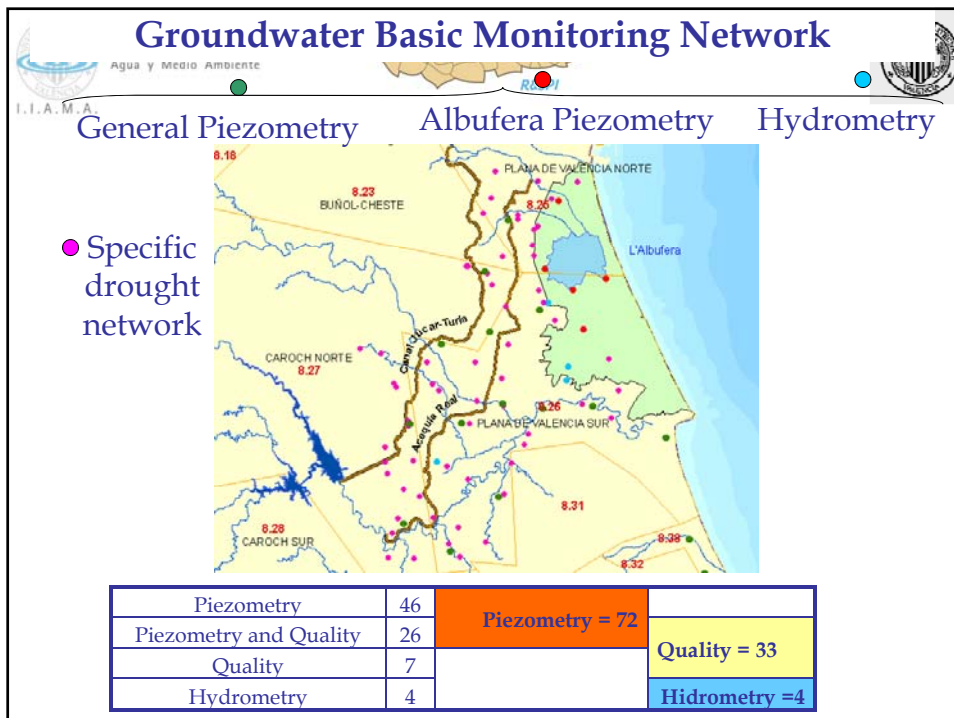 Groundwater Basic Monitoring Network
Agua y Medio Ambiente
I.I.A.M.A.
General Piezometry
Albufera Piezometry
Hydrometry
Specific
drought
network
8.18
8.23
BUÑOL-CHESTE
PLANA DE VALENCIA NORTE
8.25
L'Albufera
Canal Júcar-Turia
CAROCH NORTE
8.27
Acequia Real
8.26
PLANA DE VALENCIA SUR
8.31
8.28
CAROCH SUR
8.38
8.32
Piezometry 46 Piezometry = 72
Piezometry and Quality 26
Quality = 33
Quality 7
Hydrometry 4 Hidrometry =4